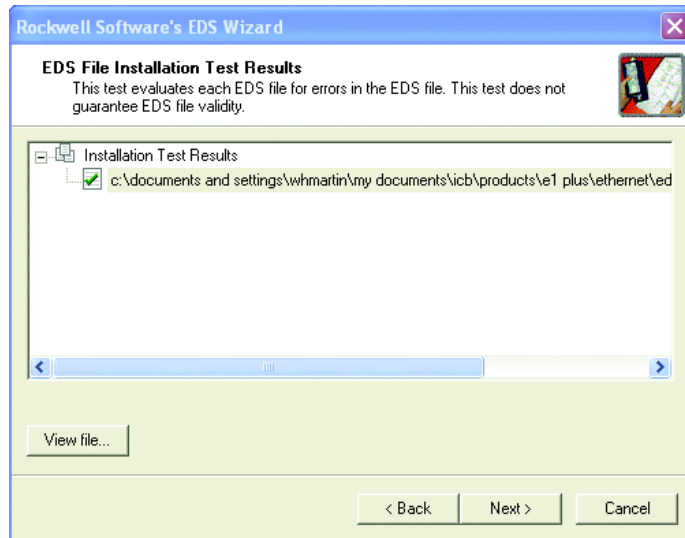 Rockwell Software's EDS Wizard
EDS File Installation Test Results
This test evaluates each EDS file for errors in the EDS file. This test does not
guarantee EDS file validity.
Installation Test Results
c:\documents and settings\whmartin\my documents\icb\products\e1 plus\ethernet\ed
View file...
< Back
Next >
Cancel